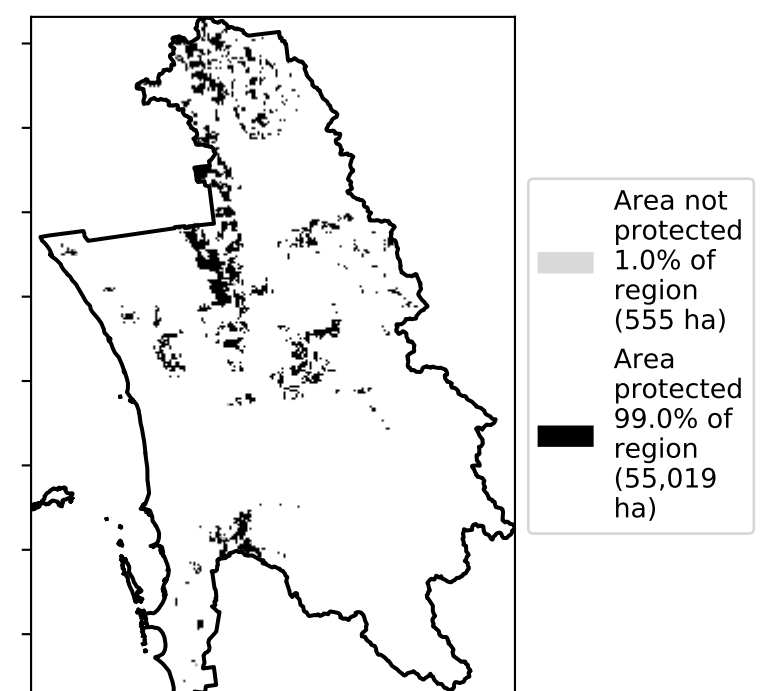 Area not
protected
1.0% of
region
(555 ha)
Area
protected
99.0% of
region
(55,019
ha)